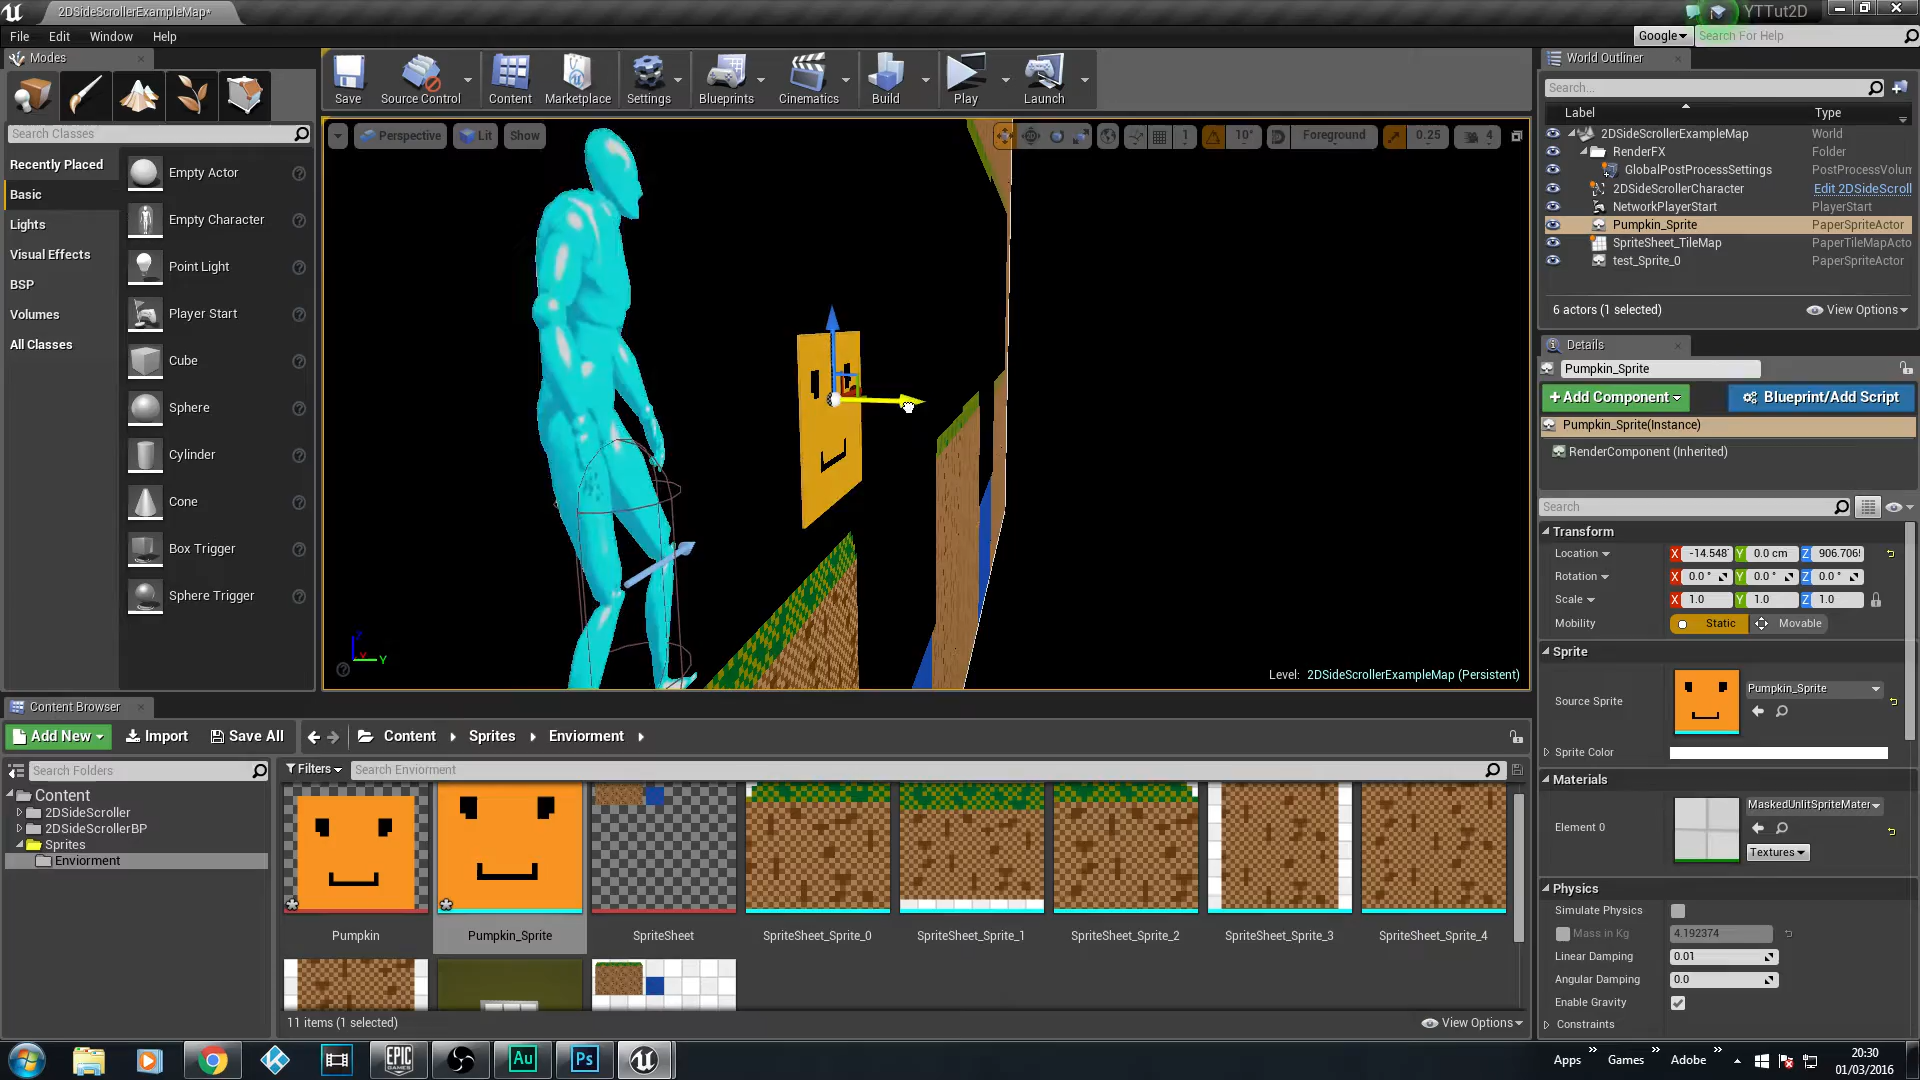 2DSideScrollerExampleMap*
YTTut2D
File Edit Window Help
Google
Search For Help
Modes
Search Classes
Recently Placed
Basic
Lights
Visual Effects
BSP
Volumes
All Classes
Empty Actor
Empty Character
Point Light
Player Start
Cube
Sphere
Cylinder
Cone
Box Trigger
Sphere Trigger
Save
Source Control
Content
Marketplace
Settings
Blueprints
Cinematics
Build
Play
Launch
Perspective
Lit
Show
1
10°
Foreground
0.25
4
Z
Y
Level: 2DSideScrollerExampleMap (Persistent)
World Outliner
Search...
Label Type
2DSideScrollerExampleMap World
RenderFX Folder
GlobalPostProcessSettings PostProcessVolum
2DSideScrollerCharacter Edit 2DSideScroll
NetworkPlayerStart PlayerStart
Pumpkin_Sprite PaperSpriteActor
SpriteSheet_TileMap PaperTileMapActo
test_Sprite_0 PaperSpriteActor
6 actors (1 selected)
View Options
Details
Pumpkin_Sprite
Add Component
Blueprint/Add Script
Pumpkin_Sprite(Instance)
RenderComponent (Inherited)
Search
Transform
Location X -14.548 Y 0.0 cm Z 906.706
Rotation X 0.0 ° Y 0.0 ° Z 0.0 °
Scale X 1.0 Y 1.0 Z 1.0
Mobility Static Movable
Sprite
Source Sprite
Pumpkin_Sprite
Sprite Color
Materials
Element 0
MaskedUnlitSpriteMater
Textures
Physics
Simulate Physics
Mass in Kg 4.192374
Linear Damping 0.01
Angular Damping 0.0
Enable Gravity
Constraints
Content Browser
Add New
Import
Save All
Content
Sprites
Enviorment
Search Folders
Filters
Search Enviorment
Content
2DSideScroller
2DSideScrollerBP
Sprites
Enviorment
Pumpkin
Pumpkin_Sprite
SpriteSheet
SpriteSheet_Sprite_0
SpriteSheet_Sprite_1
SpriteSheet_Sprite_2
SpriteSheet_Sprite_3
SpriteSheet_Sprite_4
11 items (1 selected)
View Options
EPIC GAMES
Au
Ps
Apps » Games » Adobe »
20:30
01/03/2016